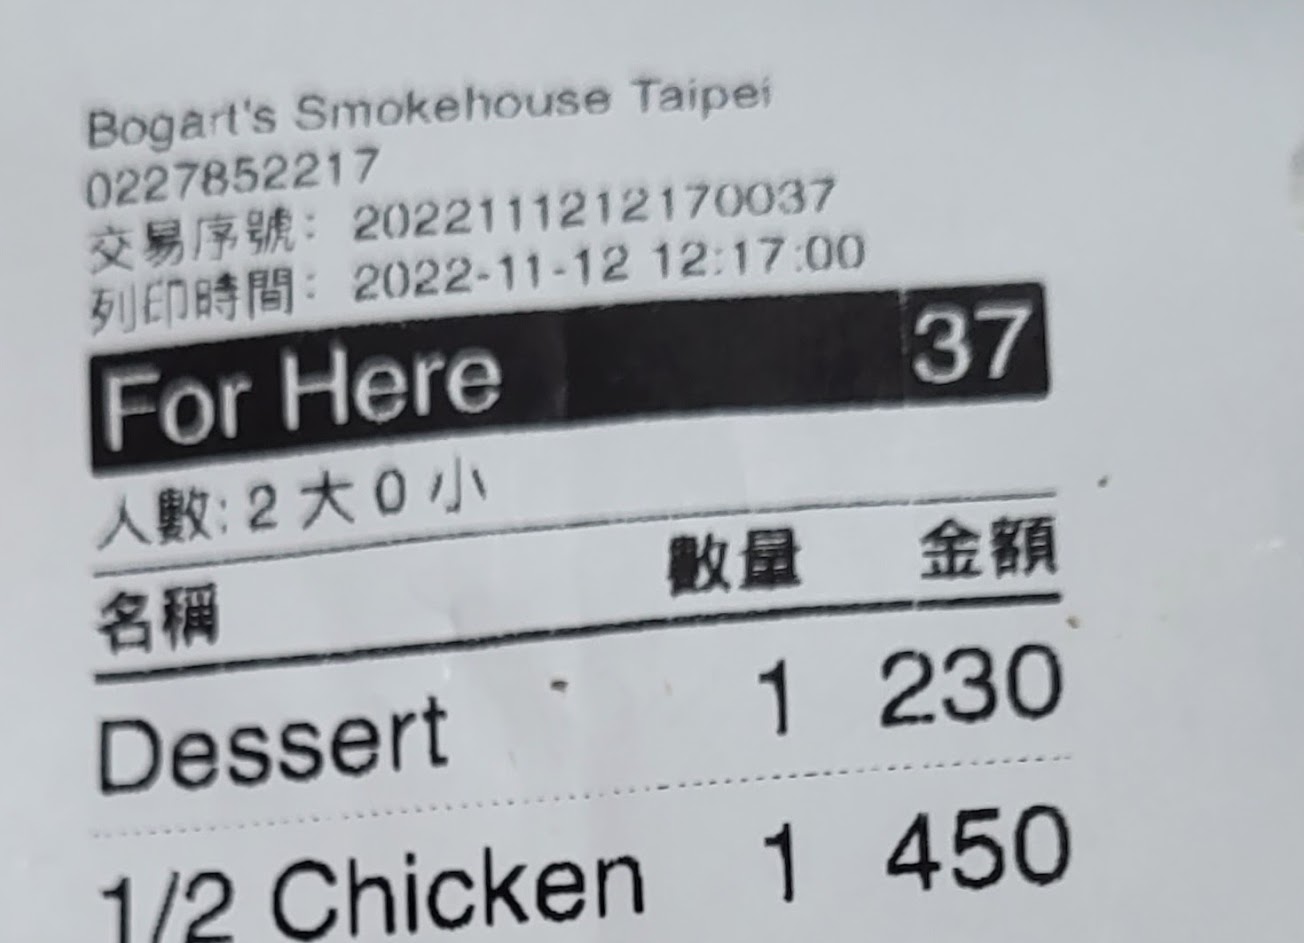 Bogart's Smokehouse Taipei
0227852217
交易序號： 2022111212170037
列印時間： 2022-11-12 12:17:00
For Here 37
人數: 2 大 0 小
名稱 數量 金額
Dessert 1 230
1/2 Chicken 1 450